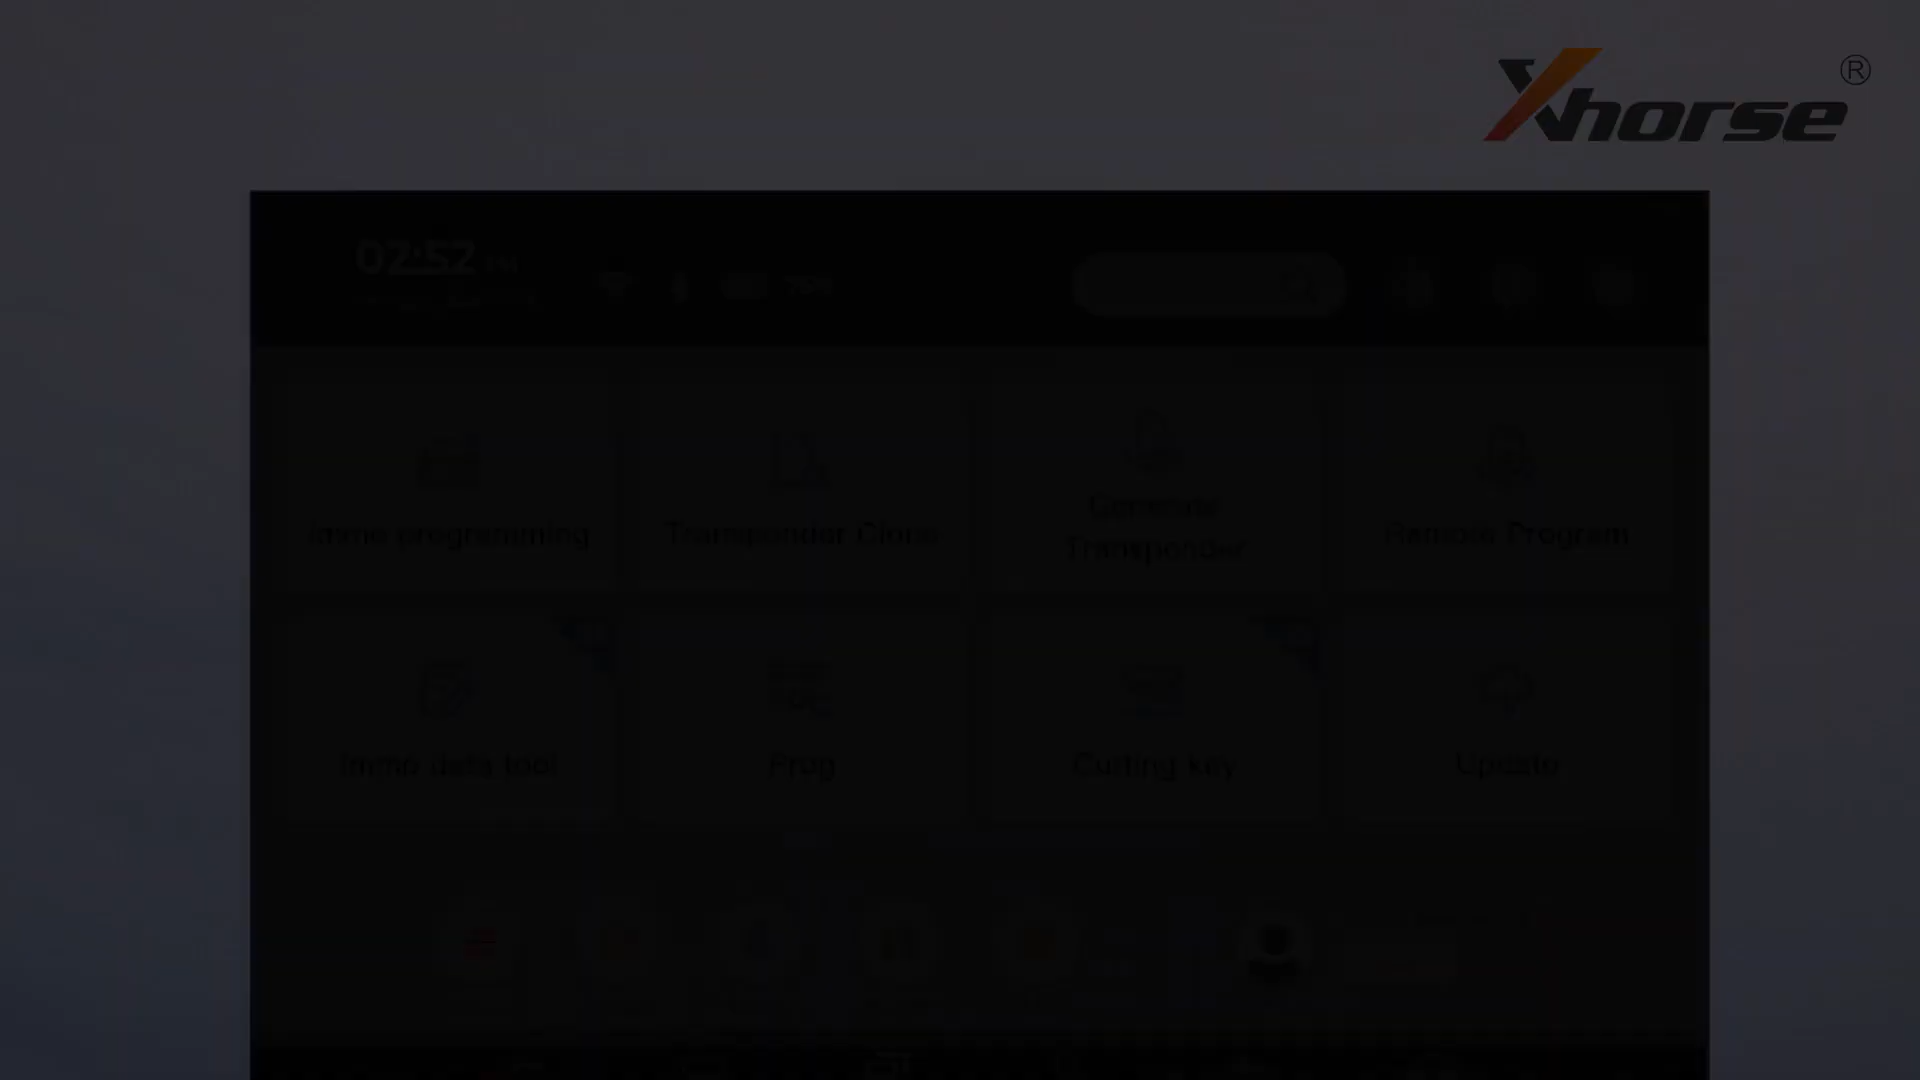 Xhorse®
02:52
Immo programming
Transponder Clone
Generate
Transponder
Remote Program
Immo data tool
Prog
Cutting key
Update